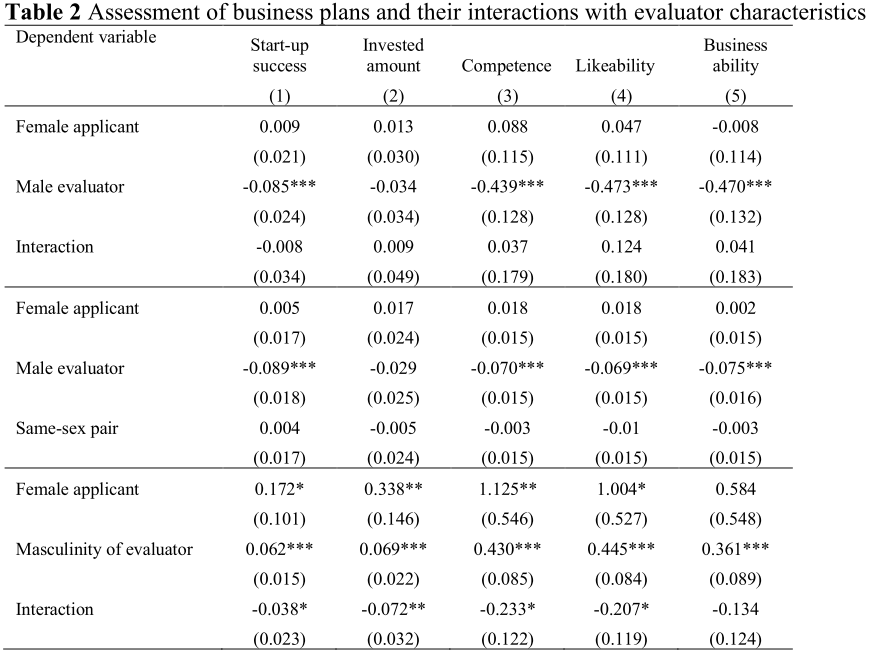 Table 2 Assessment of business plans and their interactions with evaluator characteristics
Dependent variable Start-up success Invested amount Competence Likeability Business ability
(1) (2) (3) (4) (5)
Female applicant 0.009 0.013 0.088 0.047 -0.008
(0.021) (0.030) (0.115) (0.111) (0.114)
Male evaluator -0.085*** -0.034 -0.439*** -0.473*** -0.470***
(0.024) (0.034) (0.128) (0.128) (0.132)
Interaction -0.008 0.009 0.037 0.124 0.041
(0.034) (0.049) (0.179) (0.180) (0.183)
Female applicant 0.005 0.017 0.018 0.018 0.002
(0.017) (0.024) (0.015) (0.015) (0.015)
Male evaluator -0.089*** -0.029 -0.070*** -0.069*** -0.075***
(0.018) (0.025) (0.015) (0.015) (0.016)
Same-sex pair 0.004 -0.005 -0.003 -0.01 -0.003
(0.017) (0.024) (0.015) (0.015) (0.015)
Female applicant 0.172* 0.338** 1.125** 1.004* 0.584
(0.101) (0.146) (0.546) (0.527) (0.548)
Masculinity of evaluator 0.062*** 0.069*** 0.430*** 0.445*** 0.361***
(0.015) (0.022) (0.085) (0.084) (0.089)
Interaction -0.038* -0.072** -0.233* -0.207* -0.134
(0.023) (0.032) (0.122) (0.119) (0.124)